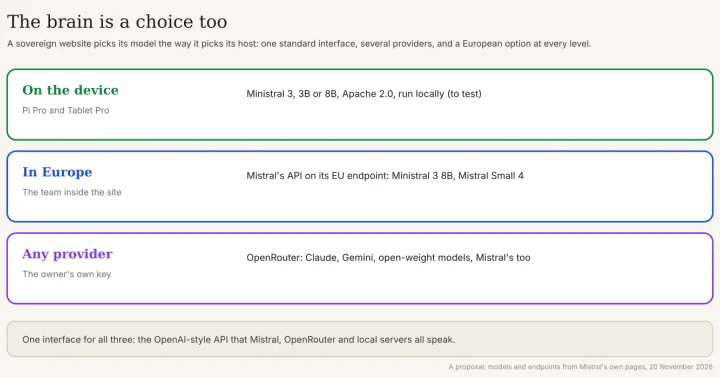 The brain is a choice too
A sovereign website picks its model the way it picks its host: one standard interface, several providers, and a European option at every level.
On the device
Ministral 3, 3B or 8B, Apache 2.0, run locally (to test)
Pi Pro and Tablet Pro
In Europe
Mistral's API on its EU endpoint: Ministral 3 8B, Mistral Small 4
The team inside the site
Any provider
OpenRouter: Claude, Gemini, open-weight models, Mistral's too
The owner's own key
One interface for all three: the OpenAI-style API that Mistral, OpenRouter and local servers all speak.
A proposal; models and endpoints from Mistral's own pages, 20 November 2026